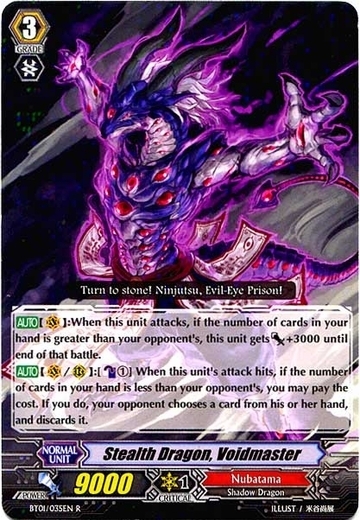 3
GRADE
Turn to stone! Ninjutsu, Evil-Eye Prison!
AUTO [ ]:When this unit attacks, if the number of cards in your
hand is greater than your opponent's, this unit gets +3000 until
end of that battle.
AUTO [ / ]:[ ①] When this unit's attack hits, if the number
of cards in your hand is less than your opponent's, you may pay the
cost. If you do, your opponent chooses a card from his or her hand,
and discards it.
NORMAL
UNIT
Stealth Dragon, Voidmaster
POWER 9000 1
CRITICAL
Nubatama
Shadow Dragon
BT01/035EN R
ILLUST / 米谷尚展